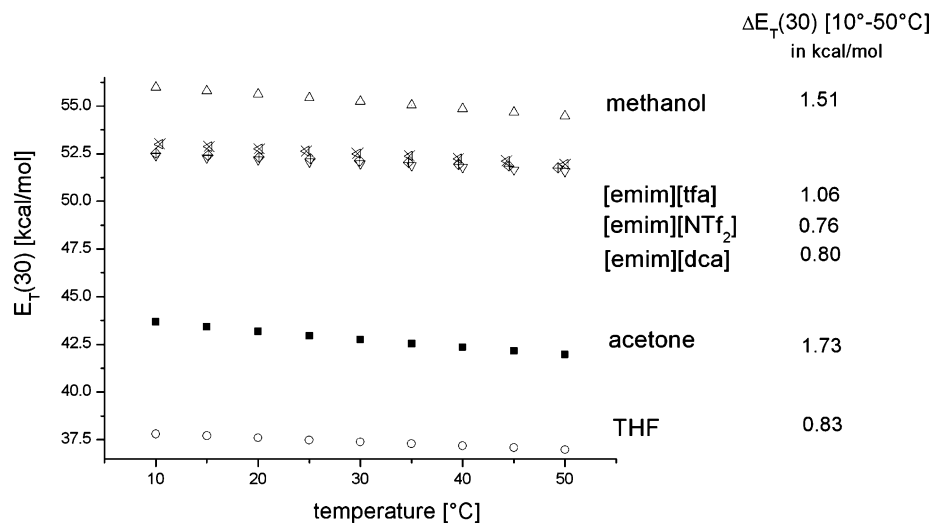 ΔE_T(30) [10°-50°C]
in kcal/mol
methanol 1.51
[emim][tfa] 1.06
[emim][NTf₂] 0.76
[emim][dca] 0.80
acetone 1.73
THF 0.83
E_T(30) [kcal/mol]
55.0
52.5
50.0
47.5
45.0
42.5
40.0
37.5
10 20 30 40 50
temperature [°C]